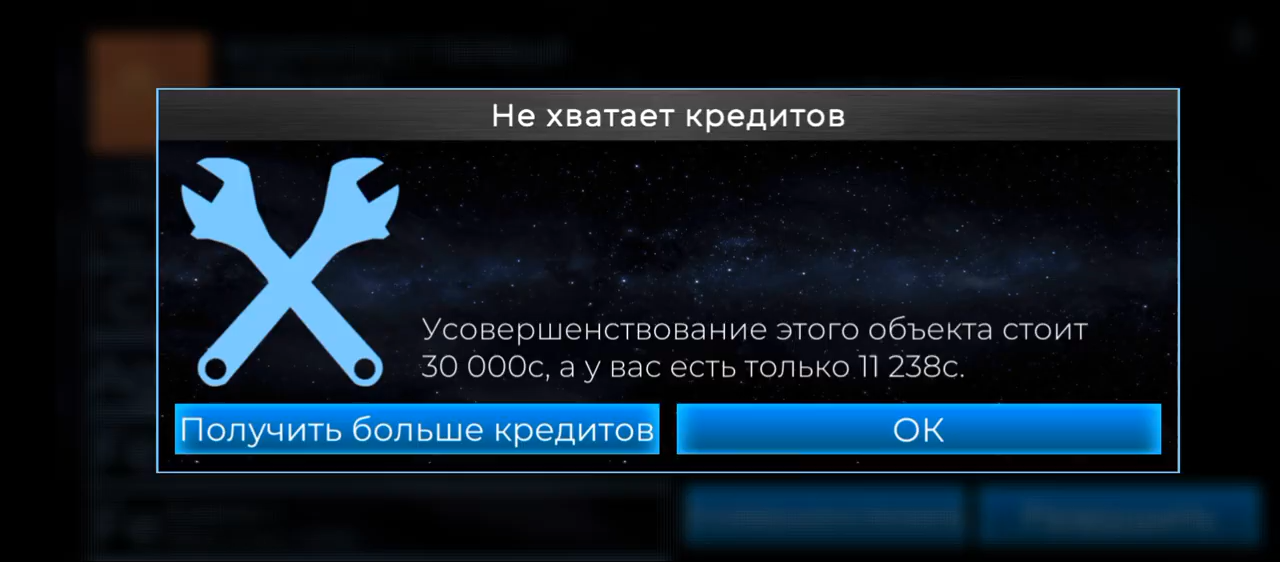 Не хватает кредитов
Усовершенствование этого объекта стоит
30 000с, а у вас есть только 11 238с.
Получить больше кредитов
ОК